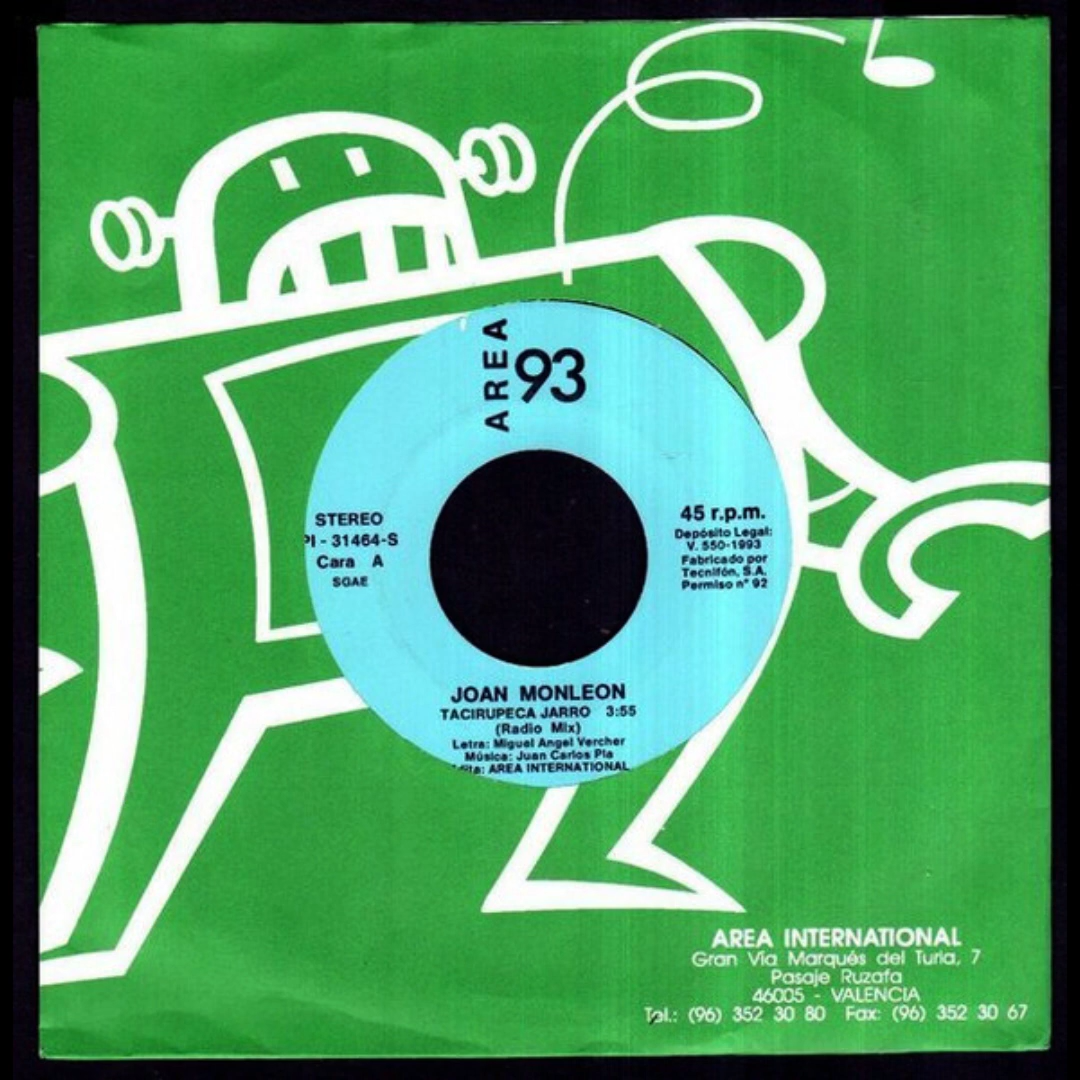 AREA 93
STEREO
PI - 31464-S
Cara A
SGAE
45 r.p.m.
Depósito Legal:
V. 550-1993
Fabricado por
Tecnifón, S.A.
Permiso n° 92
JOAN MONLEON
TACIRUPECA JARRO 3:55
(Radio Mix)
Letra: Miguel Angel Vercher
Música: Juan Carlos Pla
Edita: AREA INTERNATIONAL
AREA INTERNATIONAL
Gran Vía Marqués del Turia, 7
Pasaje Ruzafa
46005 - VALENCIA
Tel.: (96) 352 30 80 Fax: (96) 352 30 67